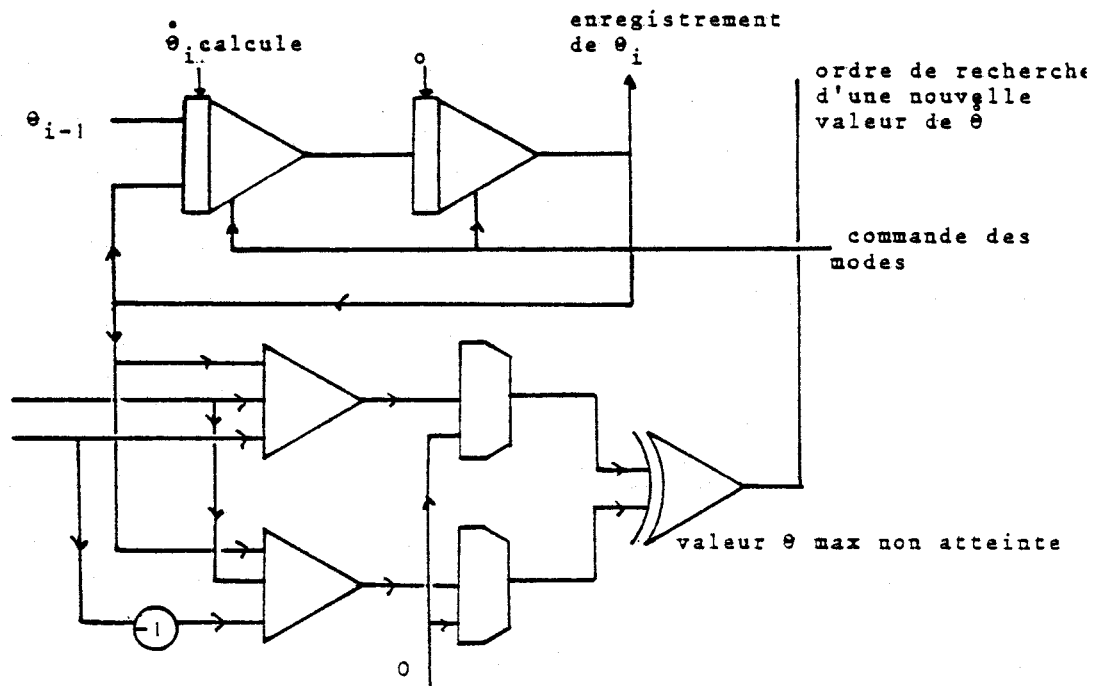 θ̇ᵢ calcule
o
enregistrement
de θᵢ
ordre de recherche
d'une nouvelle
valeur de θ̊
θᵢ₋₁
commande des
modes
valeur θ max non atteinte
-1
0